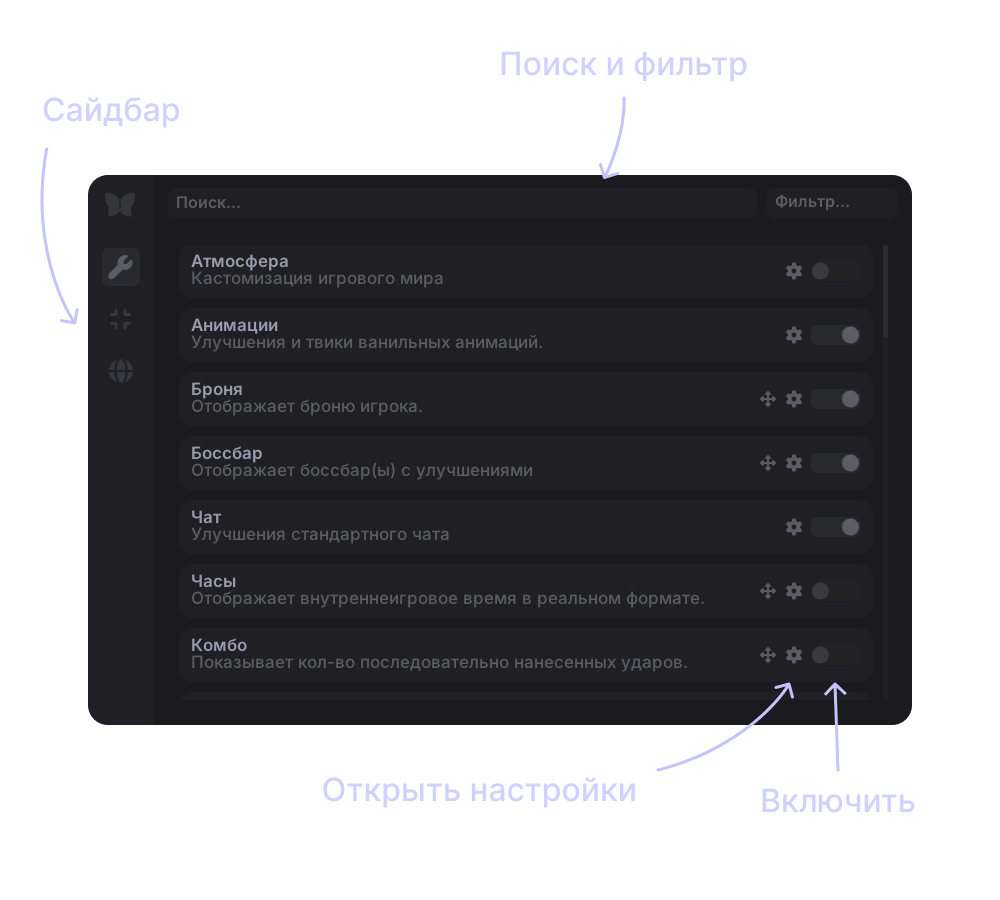 Поиск и фильтр
Сайдбар
Поиск...
Фильтр...
Атмосфера
Кастомизация игрового мира
Анимации
Улучшения и твики ванильных анимаций.
Броня
Отображает броню игрока.
Боссбар
Отображает боссбар(ы) с улучшениями
Чат
Улучшения стандартного чата
Часы
Отображает внутреннеигровое время в реальном формате.
Комбо
Показывает кол-во последовательно нанесенных ударов.
Открыть настройки
Включить